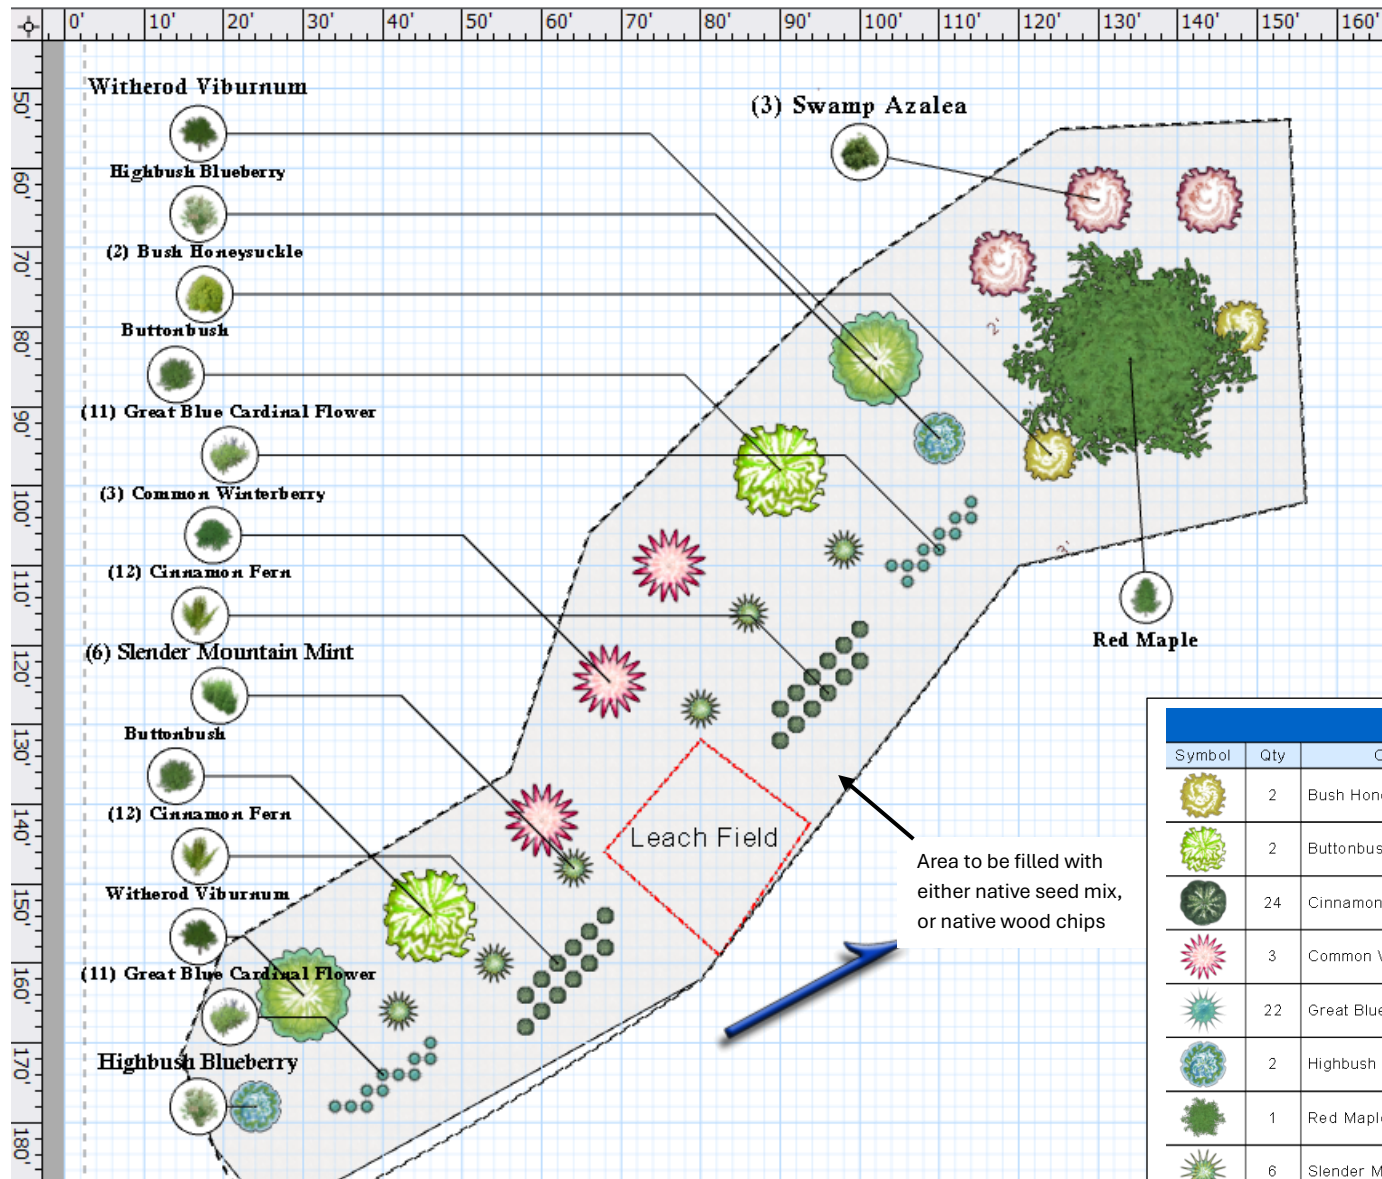 0' 10' 20' 30' 40' 50' 60' 70' 80' 90' 100' 110' 120' 130' 140' 150' 160'
50'
60'
70'
80'
90'
100'
110'
120'
130'
140'
150'
160'
170'
180'
Witherod Viburnum
(3) Swamp Azalea
Highbush Blueberry
(2) Bush Honeysuckle
Buttonbush
2'
(11) Great Blue Cardinal Flower
(3) Common Winterberry
3'
(12) Cinnamon Fern
Red Maple
(6) Slender Mountain Mint
Buttonbush
(12) Cinnamon Fern
Leach Field
Area to be filled with
either native seed mix,
or native wood chips
Witherod Viburnum
(11) Great Blue Cardinal Flower
Highbush Blueberry
Symbol Qty
2 Bush Hone
2 Buttonbus
24 Cinnamon
3 Common
22 Great Blue
2 Highbush
1 Red Maple
6 Slender M